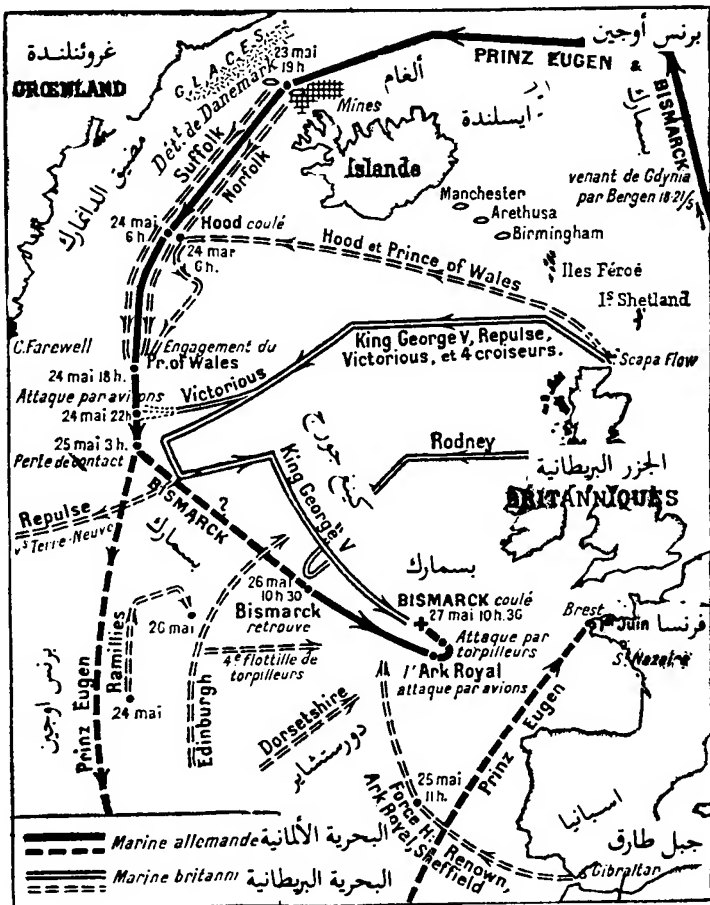 غروئنلندة
GRŒNLAND
G.L.A.C.E.S.
23 mai
19 h
Dét. de Danemark
مضيق الدانمارك
ألغام
Mines
PRINZ EUGEN &
برنس أوجين
BISMARCK
بسمارك
venant de Gdynia
par Bergen 18-21/5
ايسلندة
Islande
Suffolk
Norfolk
Manchester
Arethusa
Birmingham
24 mai
6 h
Hood coulé
24 mar
6 h.
Hood et Prince of Wales
Iles Féroé
Iˢ Shetland
C. Farewell
Engagement du
Pr. of Wales
King George V, Repulse,
Victorious, et 4 croiseurs.
Scapa Flow
24 mai 18 h.
Attaque par avions
24 mai 22h
Victorious
25 mai 3 h.
Perte de contact
King George V
كينغ جورج
Rodney
الجزر البريطانية
BRITANNIQUES
Repulse
vˢ Terre-Neuve
BISMARCK
?
بسمارك
بسمارك
26 mai
10 h 30
Bismarck
retrouve
BISMARCK coulé
27 mai 10h.36
Attaque par
torpilleurs
l'Ark Royal
attaque par avions
Brest
1ᵉʳ Juin
فرنسا
Sᵗ Nazaire
Ramillies
26 mai
24 mai
Edinburgh
4ᵉ flottille de
torpilleurs
Dorsetshire
دورستشاير
Prinz Eugen
برنس اوجين
Prinz Eugen
25 mai
11 h.
Force H: Renown,
Ark Royal, Sheffield
اسبانيا
جبل طارق
Gibraltar
Marine allemande البحرية الألمانية
Marine britanni البحرية البريطانية